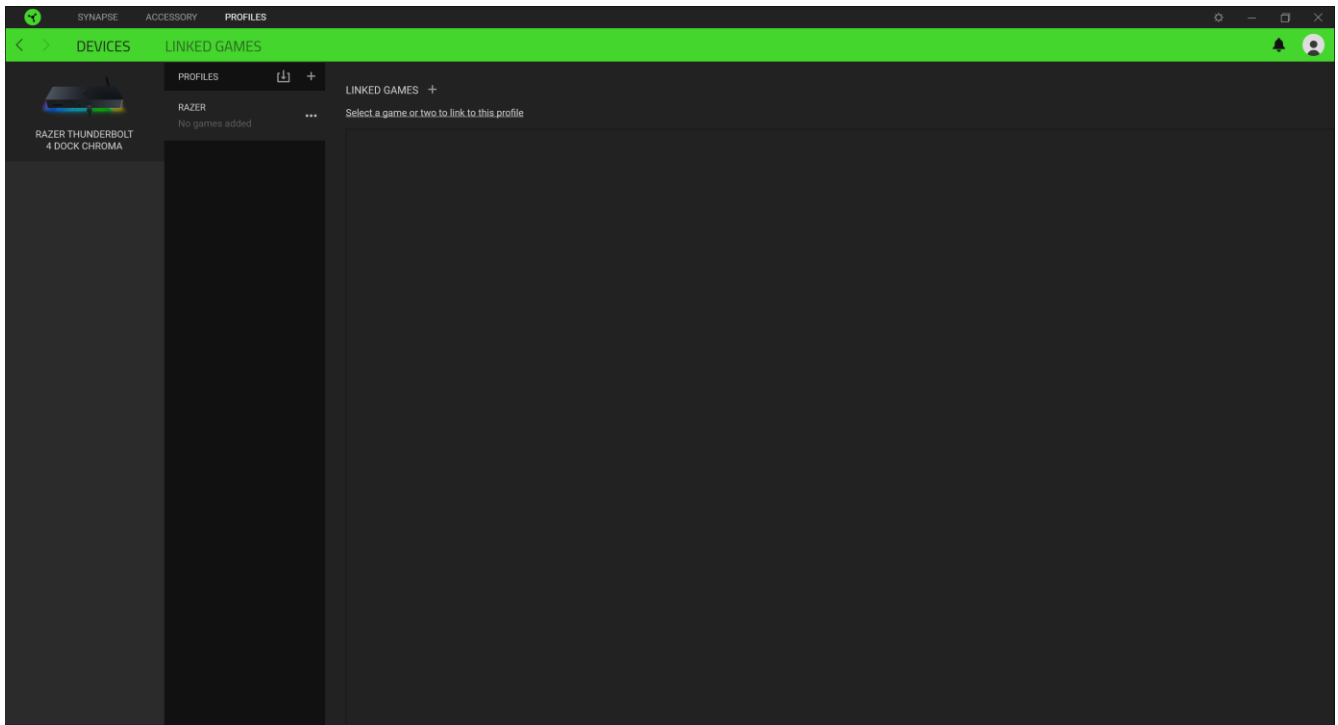 SYNAPSE ACCESSORY PROFILES
DEVICES LINKED GAMES
RAZER THUNDERBOLT
4 DOCK CHROMA
PROFILES
RAZER
No games added
LINKED GAMES
Select a game or two to link to this profile